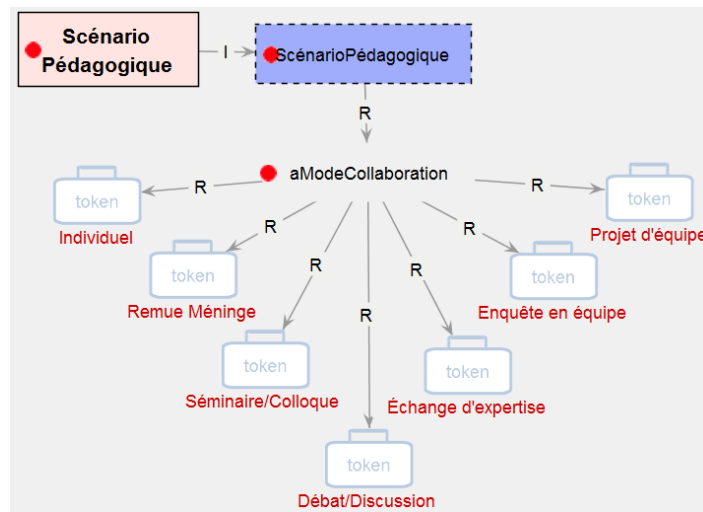 Scénario
Pédagogique
I
ScénarioPédagogique
R
aModeCollaboration
R
R
R
R
R
R
R
token
Individuel
token
Projet d'équipe
token
Remue Méninge
token
Enquête en équipe
token
Séminaire/Colloque
token
Échange d'expertise
token
Débat/Discussion